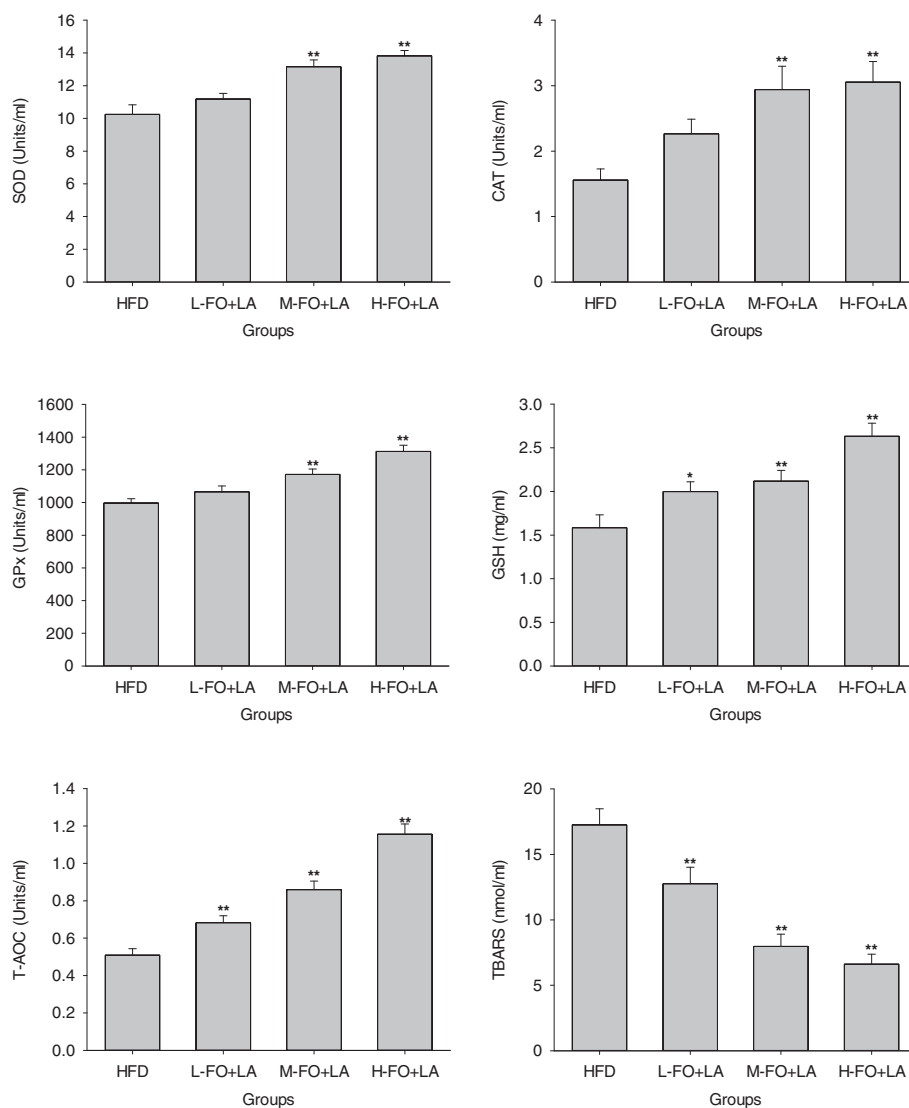 SOD (Units/ml)
16
14
12
10
8
6
4
2
0
** **
HFD L-FO+LA M-FO+LA H-FO+LA
Groups
CAT (Units/ml)
4
3
2
1
0
** **
HFD L-FO+LA M-FO+LA H-FO+LA
Groups
GPx (Units/ml)
1600
1400
1200
1000
800
600
400
200
0
** **
HFD L-FO+LA M-FO+LA H-FO+LA
Groups
GSH (mg/ml)
3.0
2.5
2.0
1.5
1.0
0.5
0.0
* ** **
HFD L-FO+LA M-FO+LA H-FO+LA
Groups
T-AOC (Units/ml)
1.4
1.2
1.0
0.8
0.6
0.4
0.2
0.0
** ** **
HFD L-FO+LA M-FO+LA H-FO+LA
Groups
TBARS (nmol/ml)
20
15
10
5
0
** ** **
HFD L-FO+LA M-FO+LA H-FO+LA
Groups